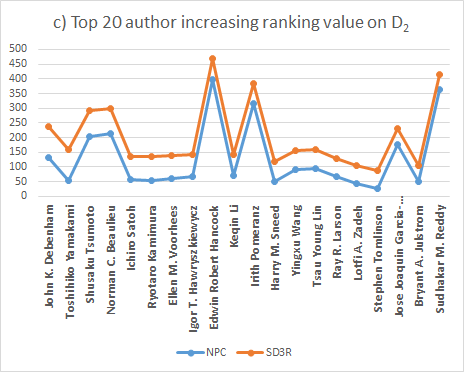 c) Top 20 author increasing ranking value on D2
500
450
400
350
300
250
200
150
100
50
0
John K. Debenham
Toshihiko Yamakami
Shusaku Tsumoto
Norman C. Beaulieu
Ichiro Satoh
Ryotaro Kamimura
Ellen M. Voorhees
Igor T. Hawryszkiewycz
Edwin Robert Hancock
Keqin Li
Irith Pomeranz
Harry M. Sneed
Yingxu Wang
Tsau Young Lin
Ray R. Larson
Lotfi A. Zadeh
Stephen Tomlinson
Jose Joaquin Garcia-…
Bryant A. Julstrom
Sudhakar M. Reddy
NPC
SD3R